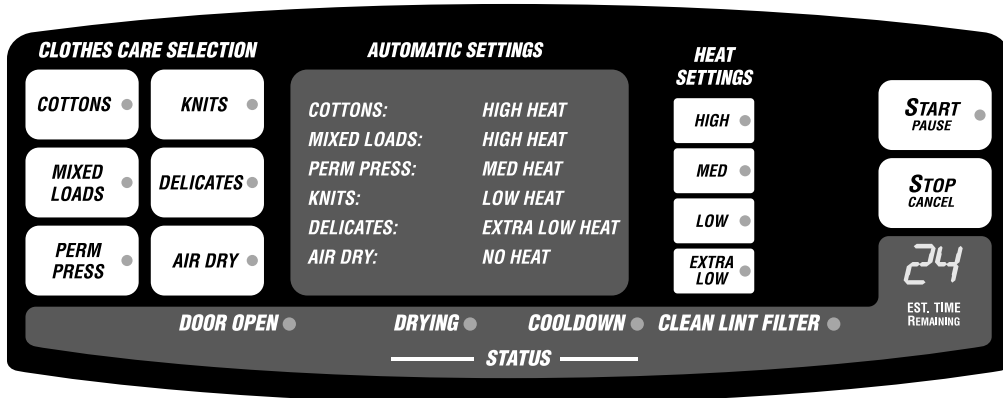 CLOTHES CARE SELECTION
COTTONS
KNITS
MIXED
LOADS
DELICATES
PERM
PRESS
AIR DRY
AUTOMATIC SETTINGS
COTTONS: HIGH HEAT
MIXED LOADS: HIGH HEAT
PERM PRESS: MED HEAT
KNITS: LOW HEAT
DELICATES: EXTRA LOW HEAT
AIR DRY: NO HEAT
HEAT
SETTINGS
HIGH
MED
LOW
EXTRA
LOW
START
PAUSE
STOP
CANCEL
24
EST. TIME
REMAINING
DOOR OPEN
DRYING
COOLDOWN
CLEAN LINT FILTER
STATUS